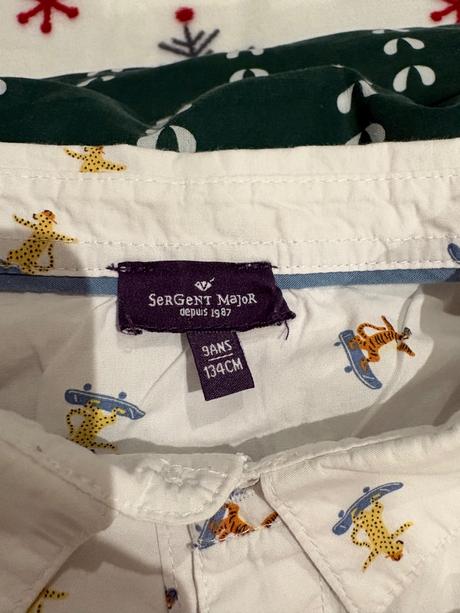 SerGent MajoR
depuis 1987
9ANS
134CM